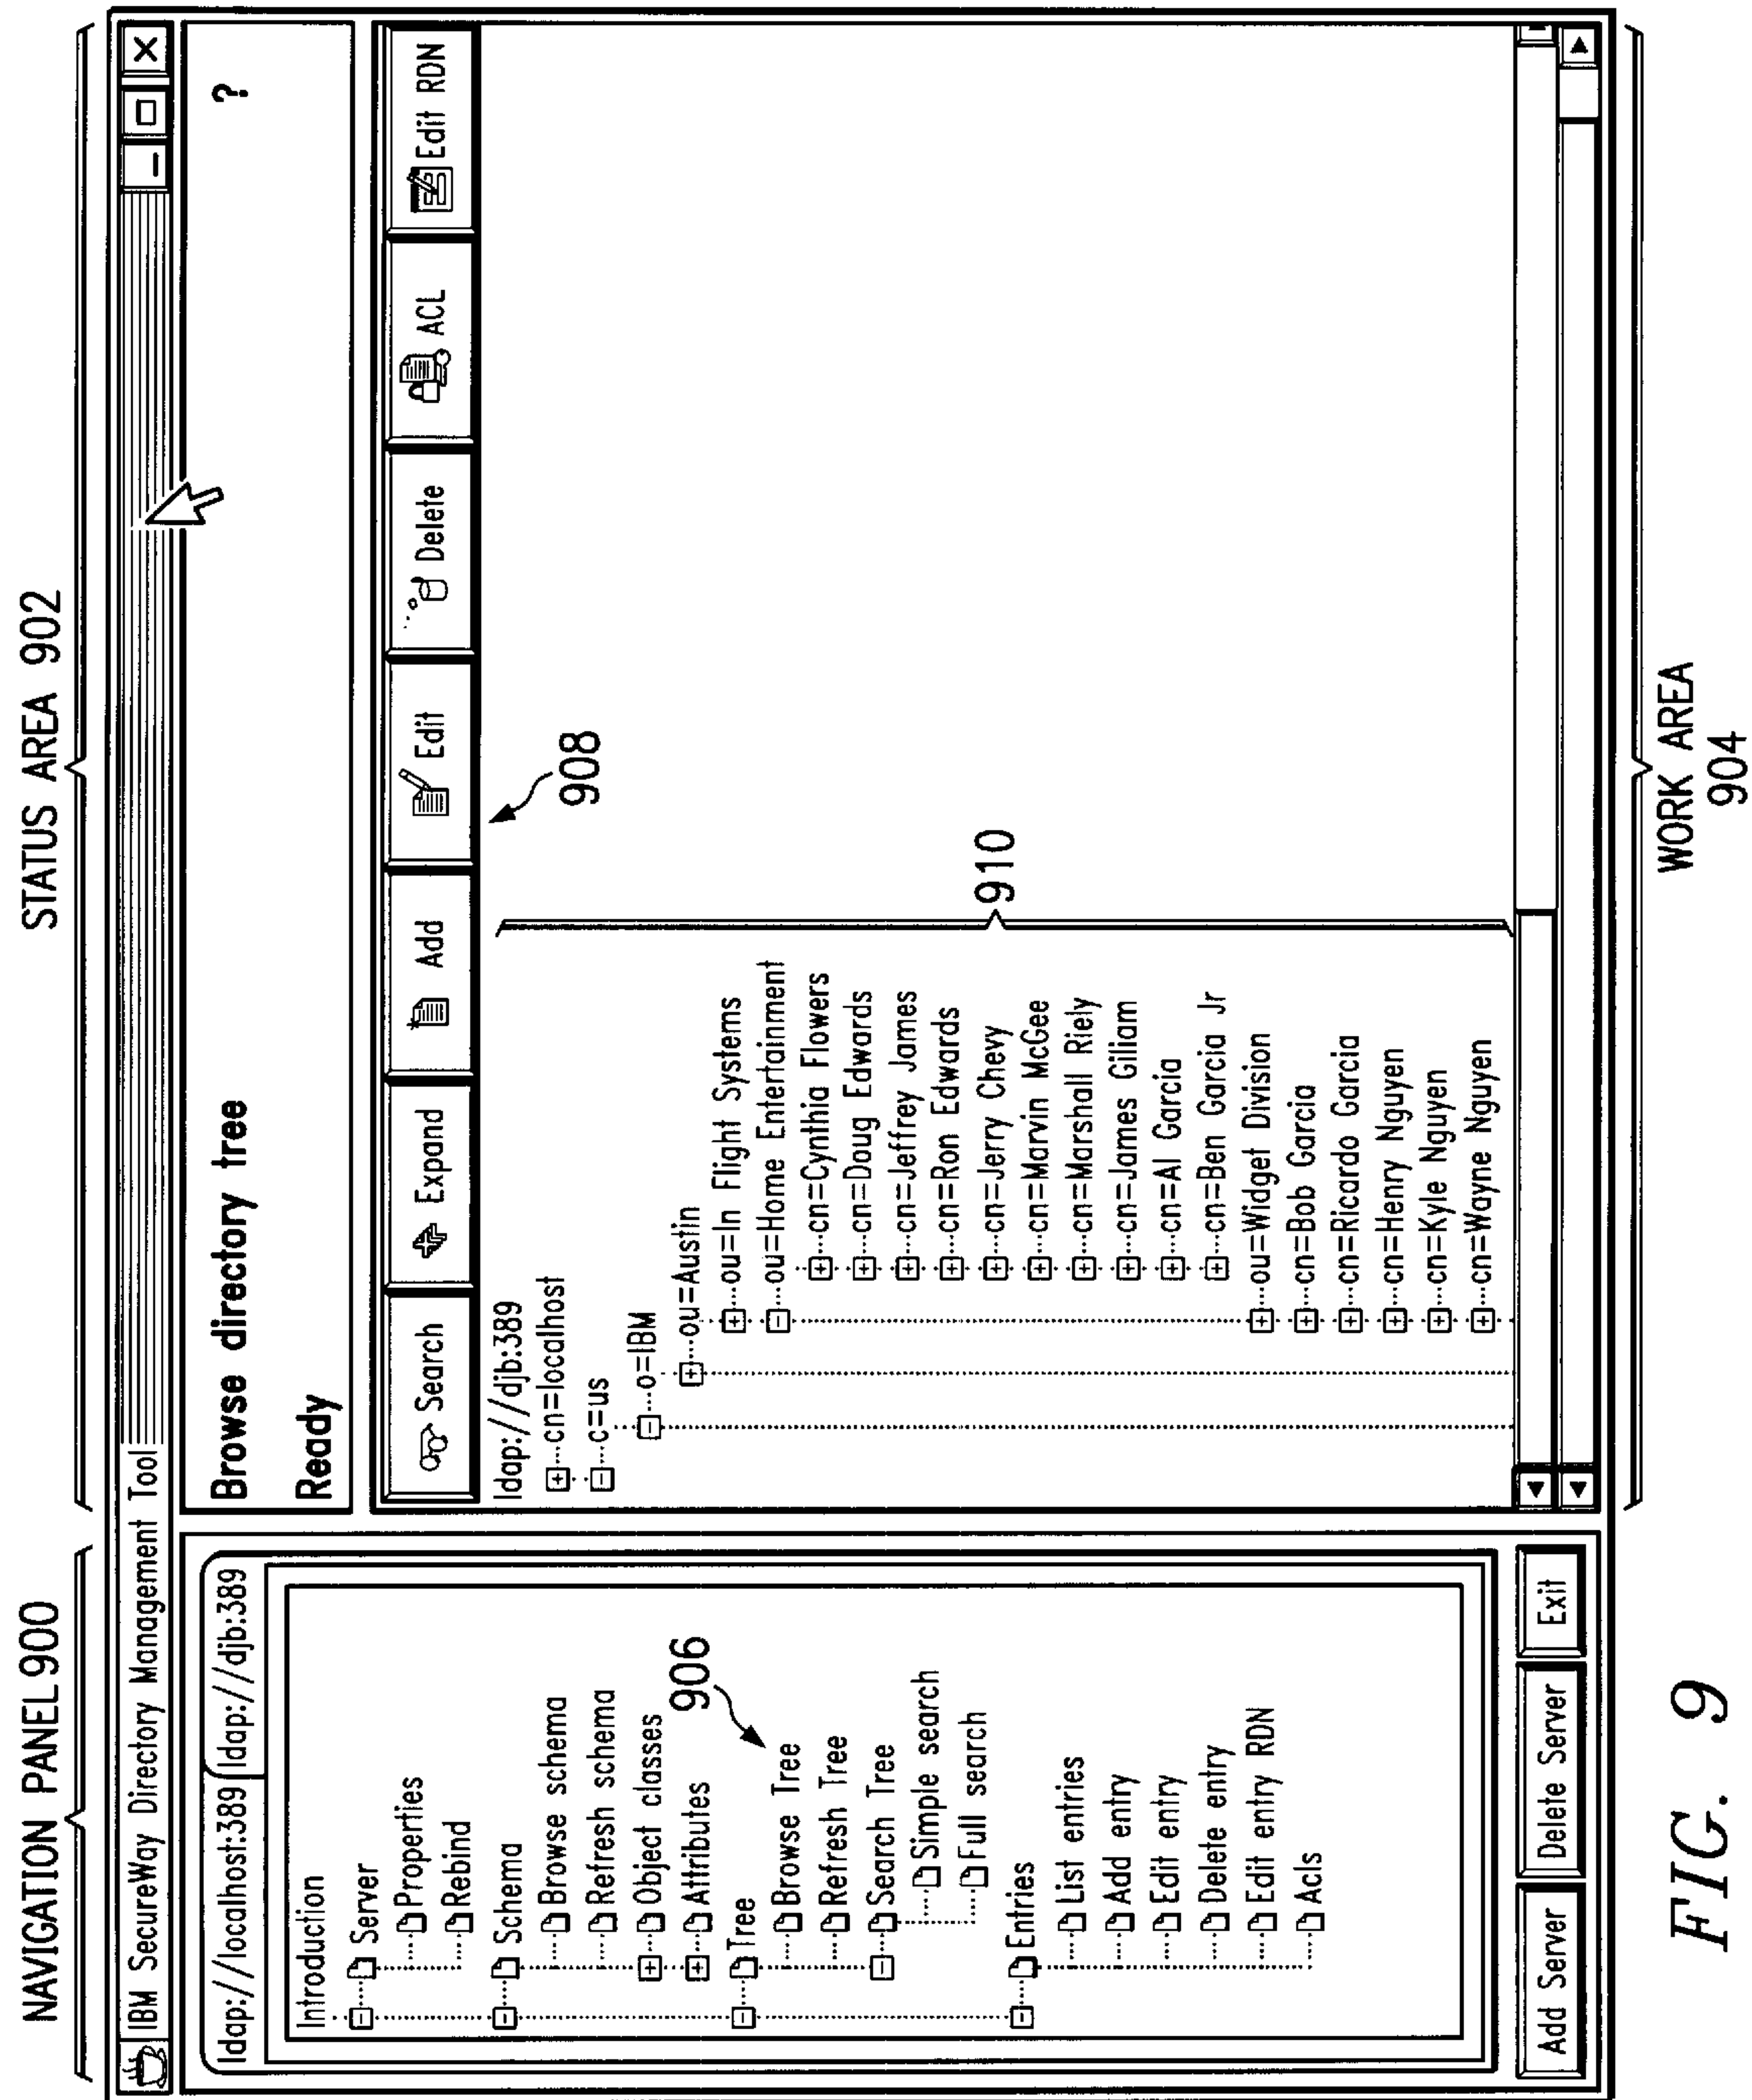 NAVIGATION PANEL 900
STATUS AREA 902
IBM SecureWay Directory Management Tool
ldap://localhost:389
ldap://djb:389
Introduction
Server
Properties
Rebind
Schema
Browse schema
Refresh schema
Object classes
Attributes
Tree
Browse Tree
Refresh Tree
Search Tree
Simple search
Full search
Entries
List entries
Add entry
Edit entry
Delete entry
Edit entry RDN
Acls
906
Add Server
Delete Server
Exit
Browse directory tree
?
Ready
Search
Expand
Add
Edit
Delete
ACL
Edit RDN
908
ldap://djb:389
cn=localhost
c=us
o=IBM
ou=Austin
ou=In Flight Systems
ou=Home Entertainment
cn=Cynthia Flowers
cn=Doug Edwards
cn=Jeffrey James
cn=Ron Edwards
cn=Jerry Chevy
cn=Marvin McGee
cn=Marshall Riely
cn=James Giliam
cn=Al Garcia
cn=Ben Garcia Jr
ou=Widget Division
cn=Bob Garcia
cn=Ricardo Garcia
cn=Henry Nguyen
cn=Kyle Nguyen
cn=Wayne Nguyen
910
WORK AREA
904
FIG. 9